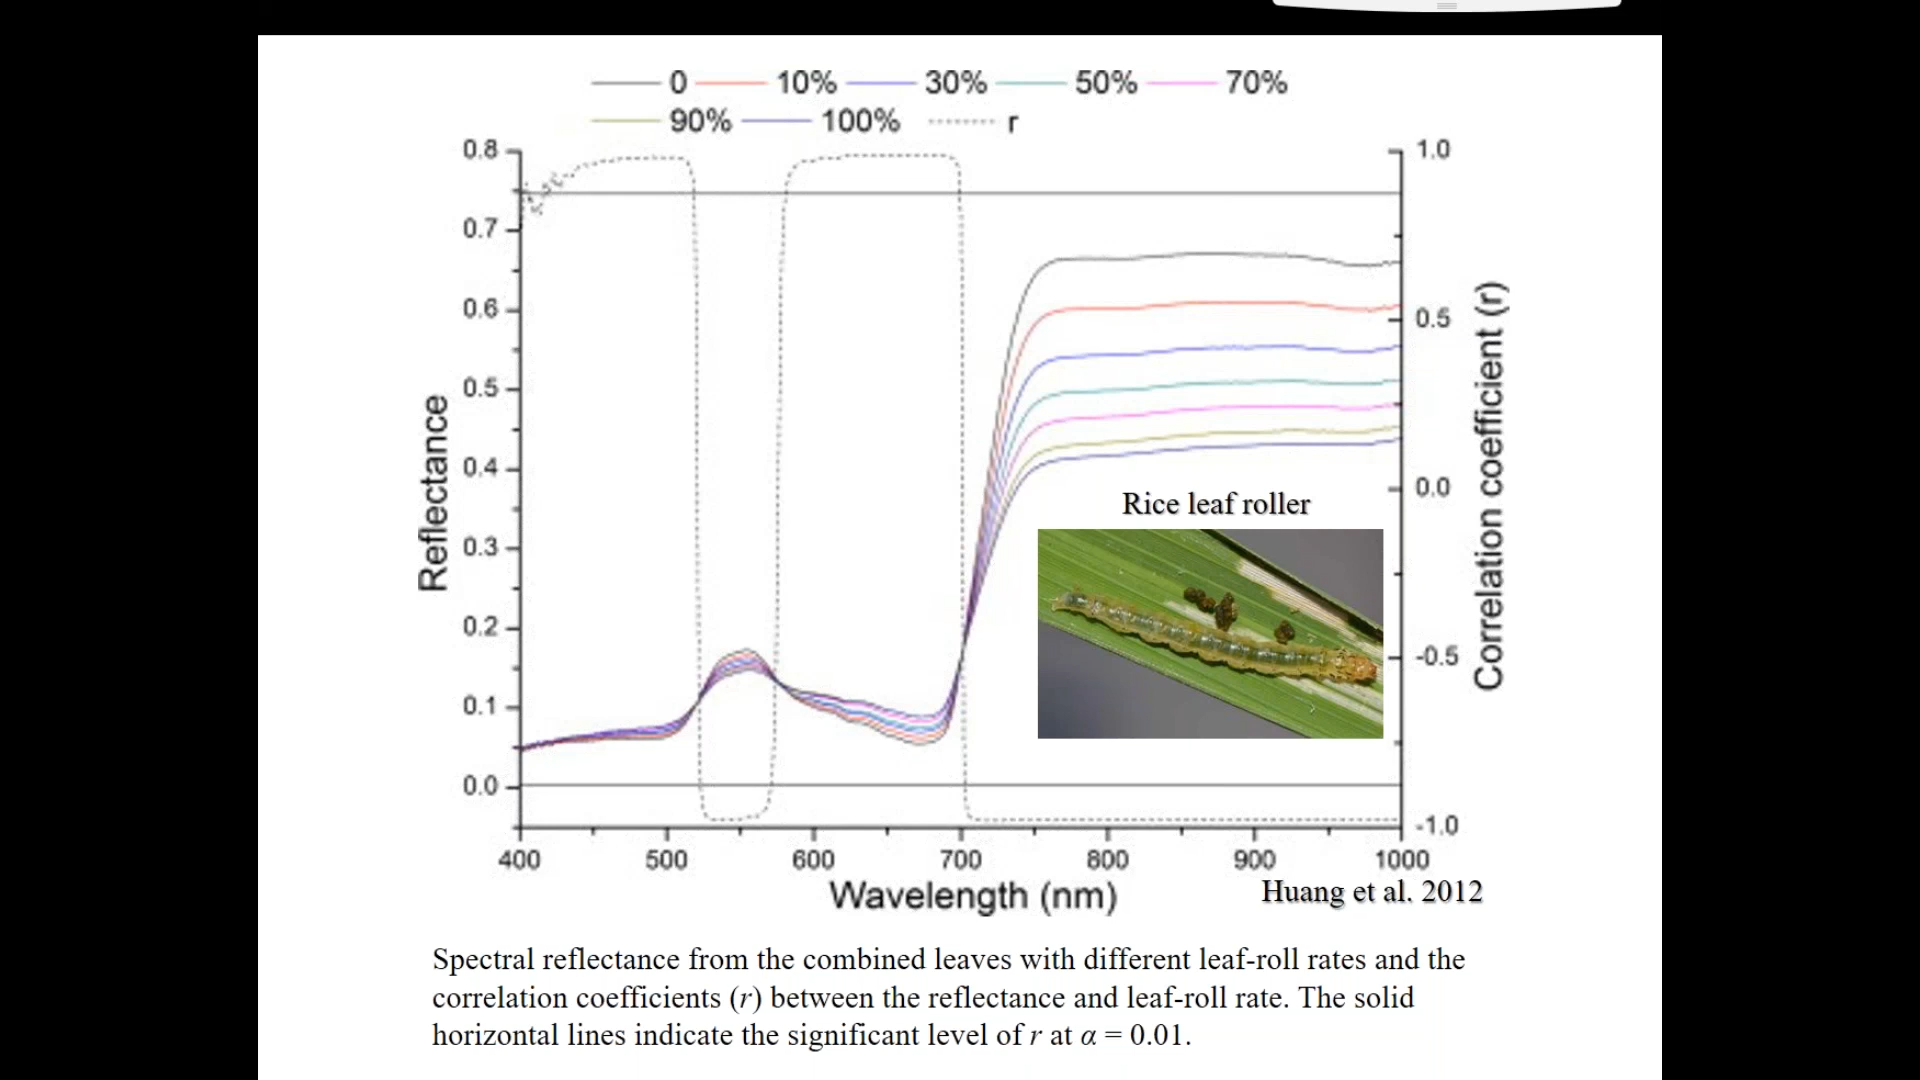 0 10% 30% 50% 70%
90% 100% r
0.8 1.0
0.7
0.6 0.5
0.5
Reflectance
Correlation coefficient (r)
0.4 0.0
Rice leaf roller
0.3
0.2 -0.5
0.1
0.0
-1.0
400 500 600 700 800 900 1000
Wavelength (nm)
Huang et al. 2012
Spectral reflectance from the combined leaves with different leaf-roll rates and the
correlation coefficients (r) between the reflectance and leaf-roll rate. The solid
horizontal lines indicate the significant level of r at α = 0.01.